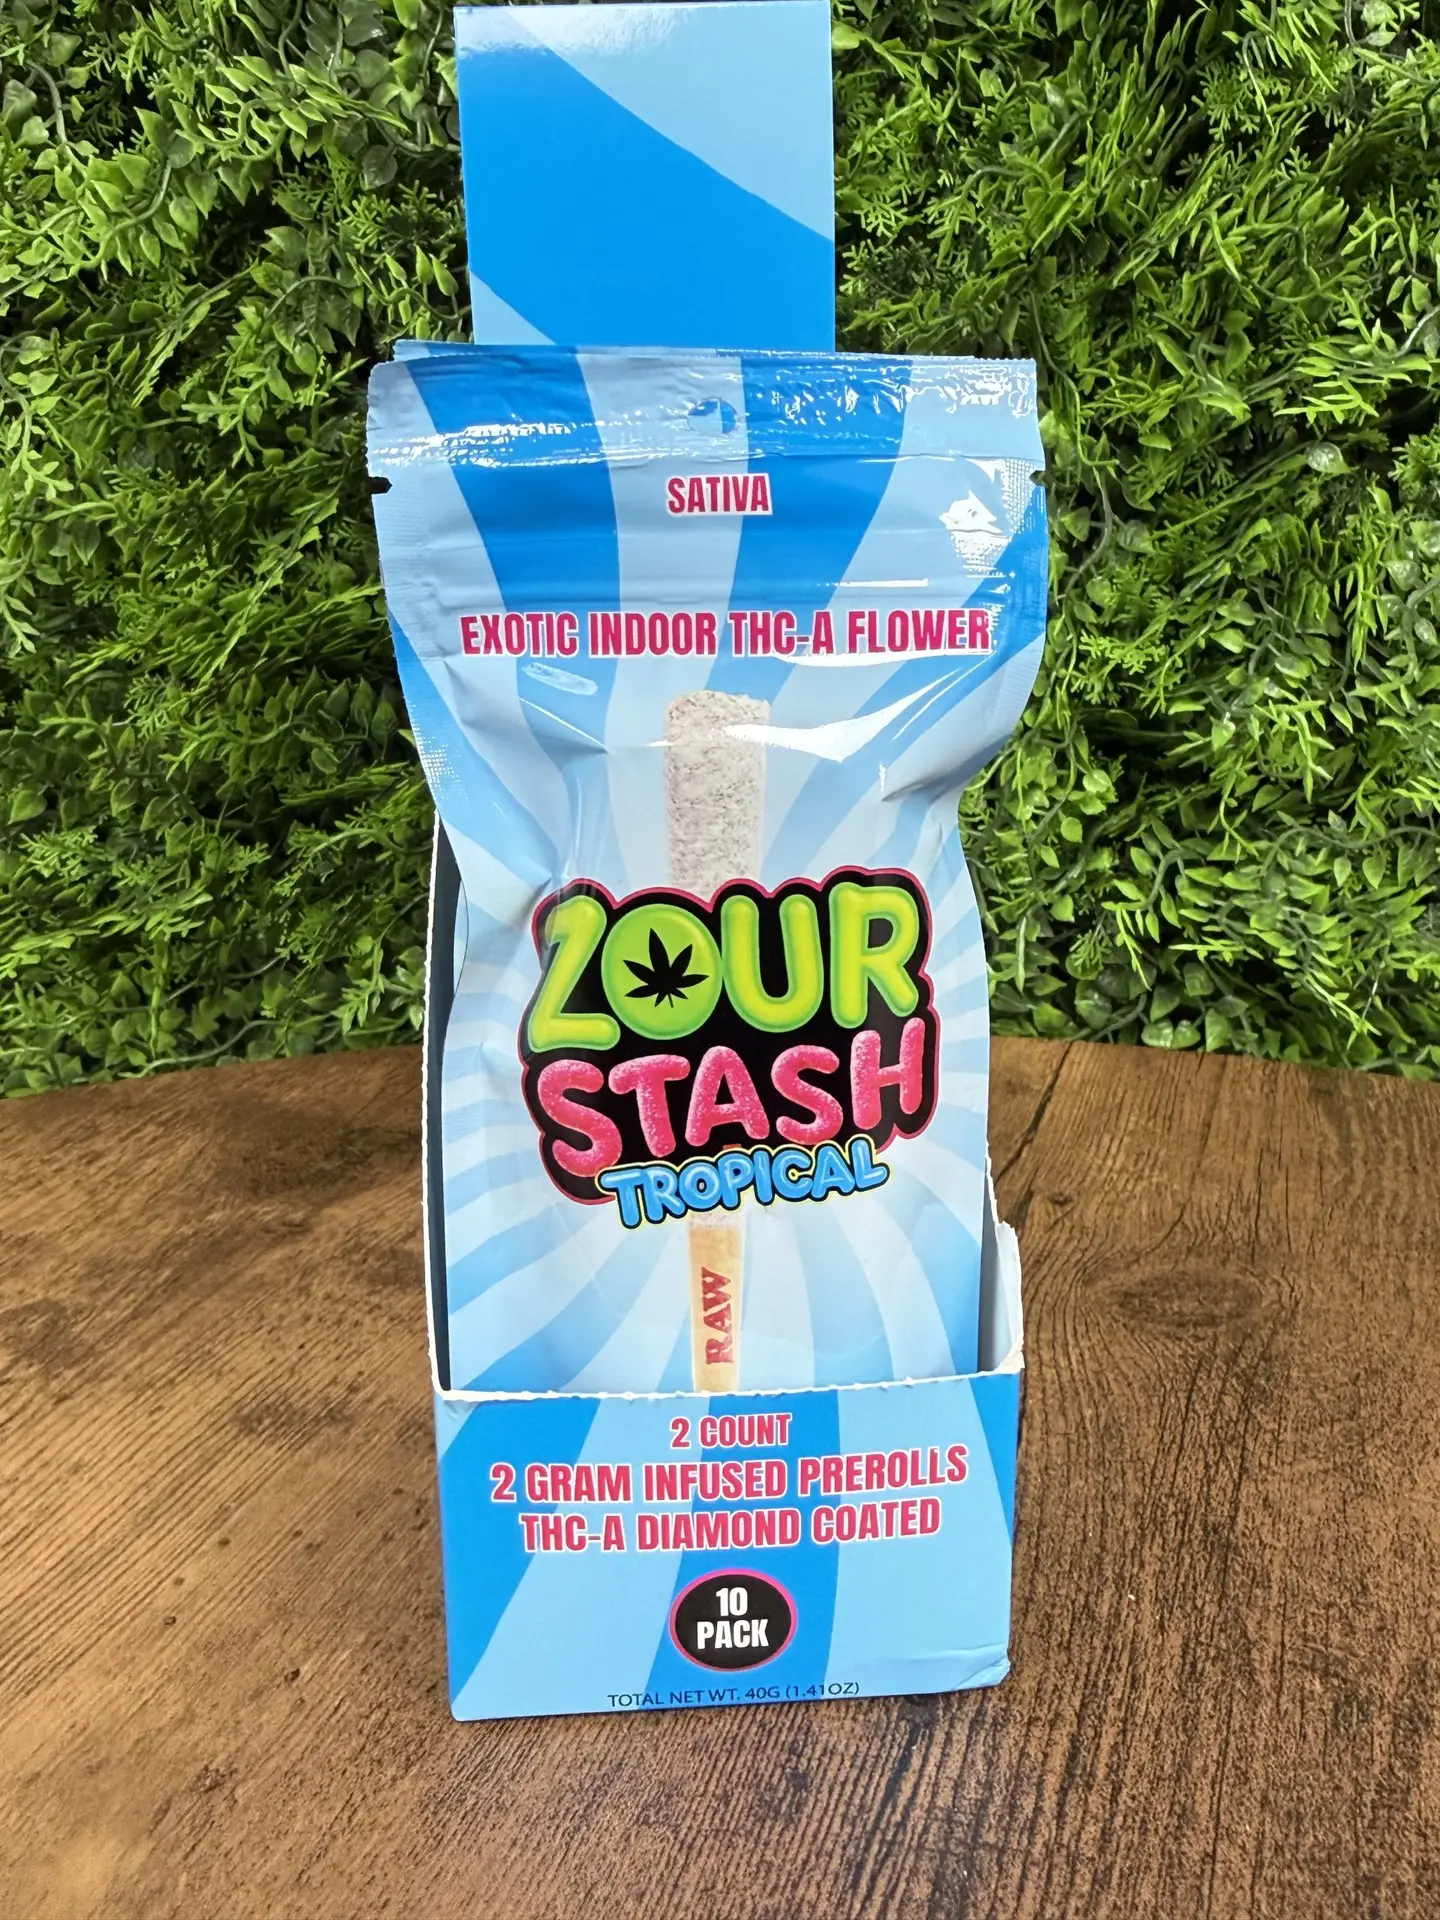 SATIVA
EXOTIC INDOOR THC-A FLOWER
ZOUR
STASH
TROPICAL
RAW
2 COUNT
2 GRAM INFUSED PREROLLS
THC-A DIAMOND COATED
10
PACK
TOTAL NET WT. 40G (1.41OZ)